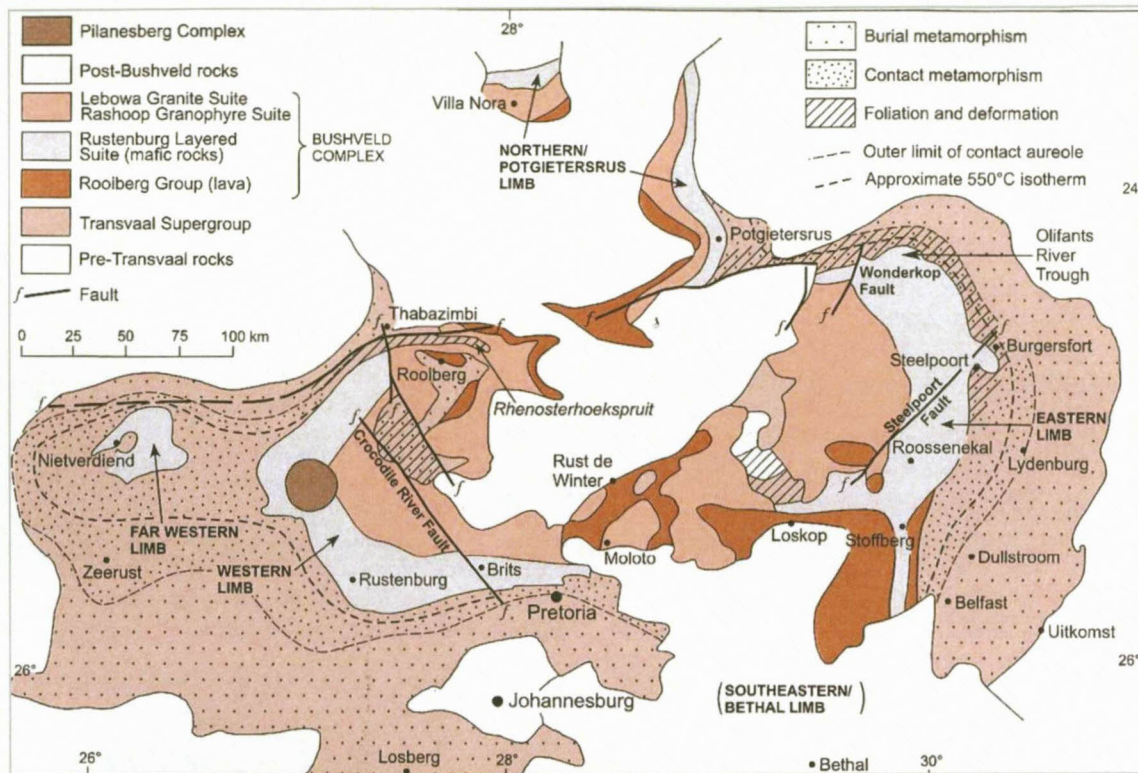 28°
Pilanesberg Complex
Post-Bushveld rocks
Lebowa Granite Suite
Rashoop Granophyre Suite
Rustenburg Layered
Suite (mafic rocks)
Rooiberg Group (lava)
BUSHVELD
COMPLEX
Transvaal Supergroup
Pre-Transvaal rocks
f Fault
0 25 50 75 100 km
Burial metamorphism
Contact metamorphism
Foliation and deformation
Outer limit of contact aureole
Approximate 550°C isotherm
Villa Nora
NORTHERN/
POTGIETERSRUS
LIMB
24°
Potgietersrus
Olifants
River
Trough
Wonderkop
Fault
f
f
f
Thabazimbi
f
f
Rooiberg
Rhenosterhoekspruit
Steelpoort
f
Burgersfort
Steelpoort
Fault
f
EASTERN
LIMB
Roossenekal
Lydenburg
f
Nietverdiend
f
Crocodile River Fault
f
f
Rust de
Winter
FAR WESTERN
LIMB
Zeerust
WESTERN
LIMB
Rustenburg
Brits
Moloto
Loskop
Stoffberg
Dullstroom
Pretoria
Belfast
Uitkomst
26°
26°
Johannesburg
(SOUTHEASTERN/
BETHAL LIMB)
26°
Losberg
28°
Bethal
30°